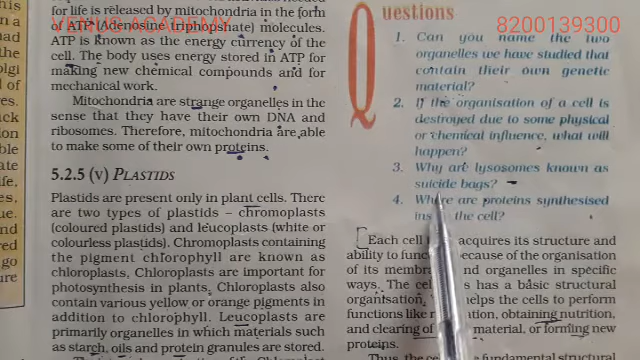 for life is released by mitochondria in the form
of ATP (Adenosine triphopshate) molecules.
ATP is known as the energy currency of the
cell. The body uses energy stored in ATP for
making new chemical compounds and for
mechanical work.
Mitochondria are strange organelles in the
sense that they have their own DNA and
ribosomes. Therefore, mitochondria are able
to make some of their own proteins.
5.2.5 (v) PLASTIDS
Plastids are present only in plant cells. There
are two types of plastids – chromoplasts
(coloured plastids) and leucoplasts (white or
colourless plastids). Chromoplasts containing
the pigment chlorophyll are known as
chloroplasts. Chloroplasts are important for
photosynthesis in plants. Chloroplasts also
contain various yellow or orange pigments in
addition to chlorophyll. Leucoplasts are
primarily organelles in which materials such
as starch, oils and protein granules are stored.
VENUS ACADEMY
8200139300
Questions
1. Can you name the two
organelles we have studied that
contain their own genetic
material?
2. If the organisation of a cell is
destroyed due to some physical
or chemical influence, what will
happen?
3. Why are lysosomes known as
suicide bags?
4. Where are proteins synthesised
the cell?
Each cell acquires its structure and
ability to because of the organisation
of its and organelles in specific
ways. The has a basic structural
organisation, helps the cells to perform
functions like obtaining nutrition,
and clearing of material, or forming new
proteins.